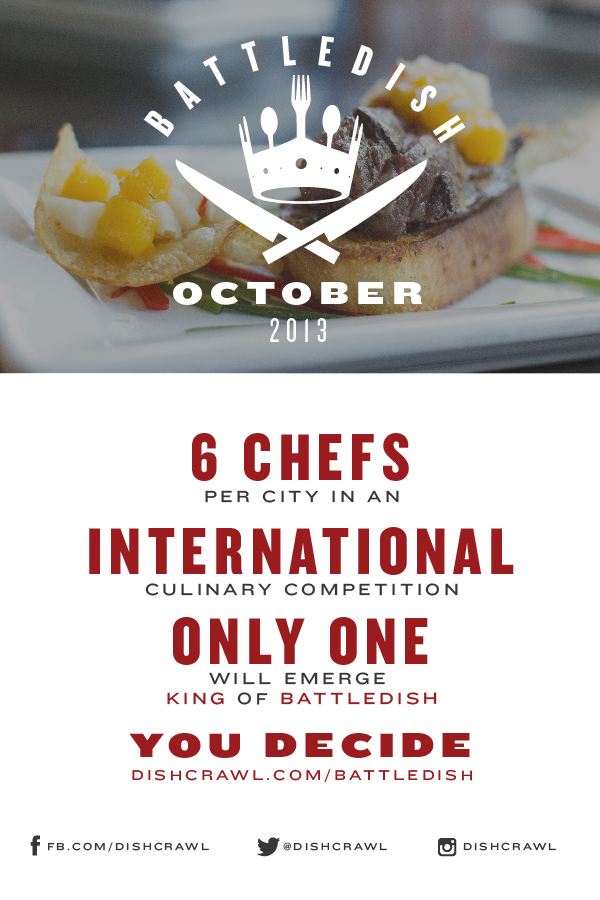 BATTLEDISH
OCTOBER
2013
6 CHEFS
PER CITY IN AN
INTERNATIONAL
CULINARY COMPETITION
ONLY ONE
WILL EMERGE
KING OF BATTLEDISH
YOU DECIDE
DISHCRAWL.COM/BATTLEDISH
FB.COM/DISHCRAWL @DISHCRAWL DISHCRAWL